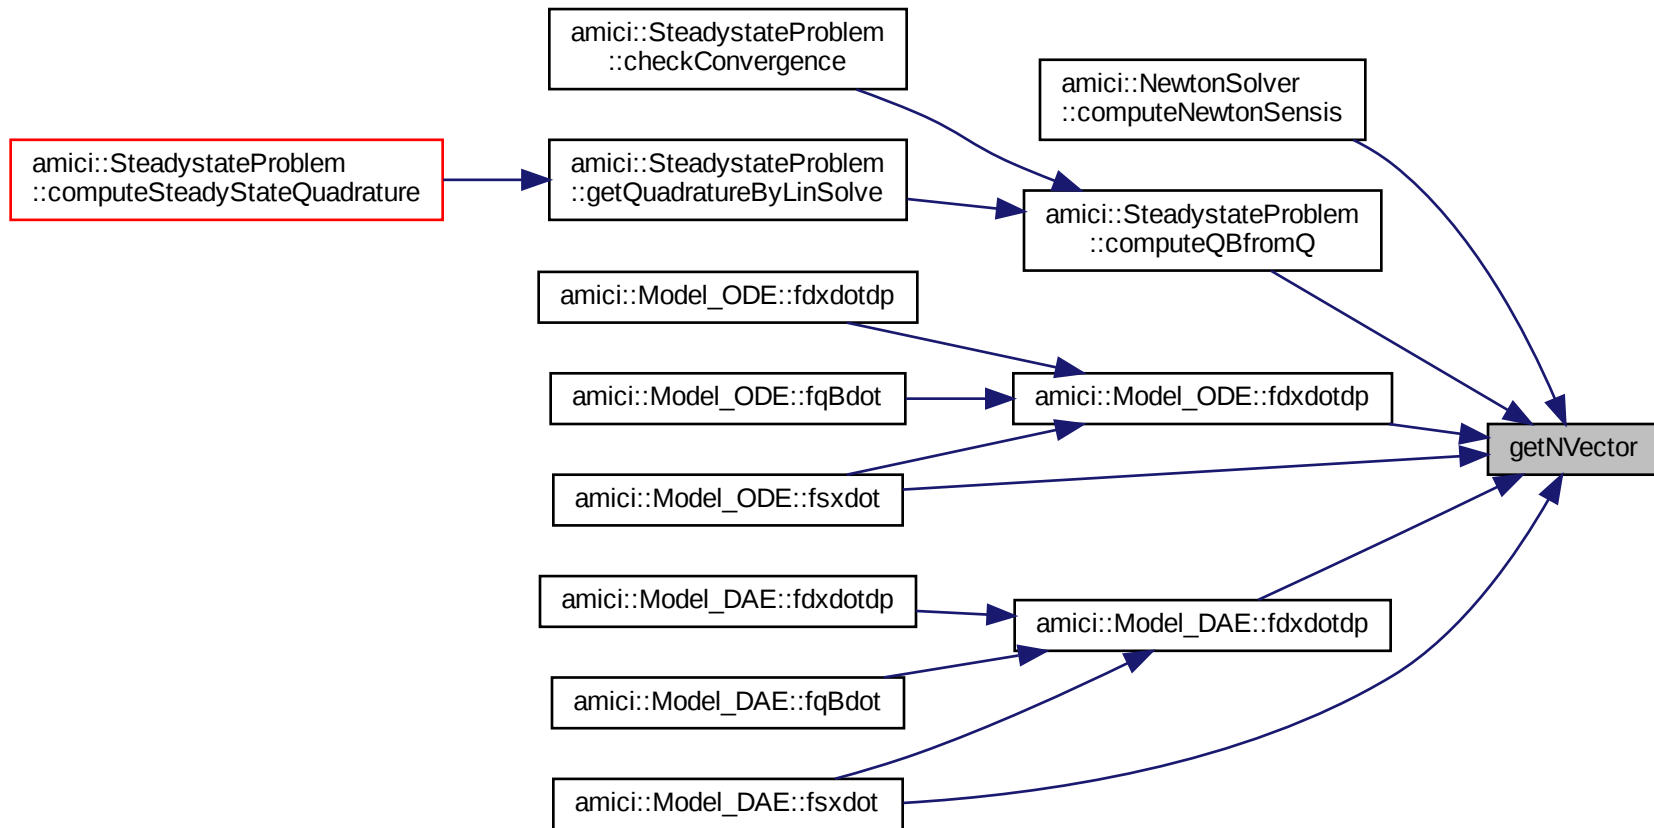 amici::SteadystateProblem
::checkConvergence
amici::NewtonSolver
::computeNewtonSensis
amici::SteadystateProblem
::computeSteadyStateQuadrature
amici::SteadystateProblem
::getQuadratureByLinSolve
amici::SteadystateProblem
::computeQBfromQ
amici::Model_ODE::fdxdotdp
amici::Model_ODE::fqBdot
amici::Model_ODE::fdxdotdp
getNVector
amici::Model_ODE::fsxdot
amici::Model_DAE::fdxdotdp
amici::Model_DAE::fdxdotdp
amici::Model_DAE::fqBdot
amici::Model_DAE::fsxdot